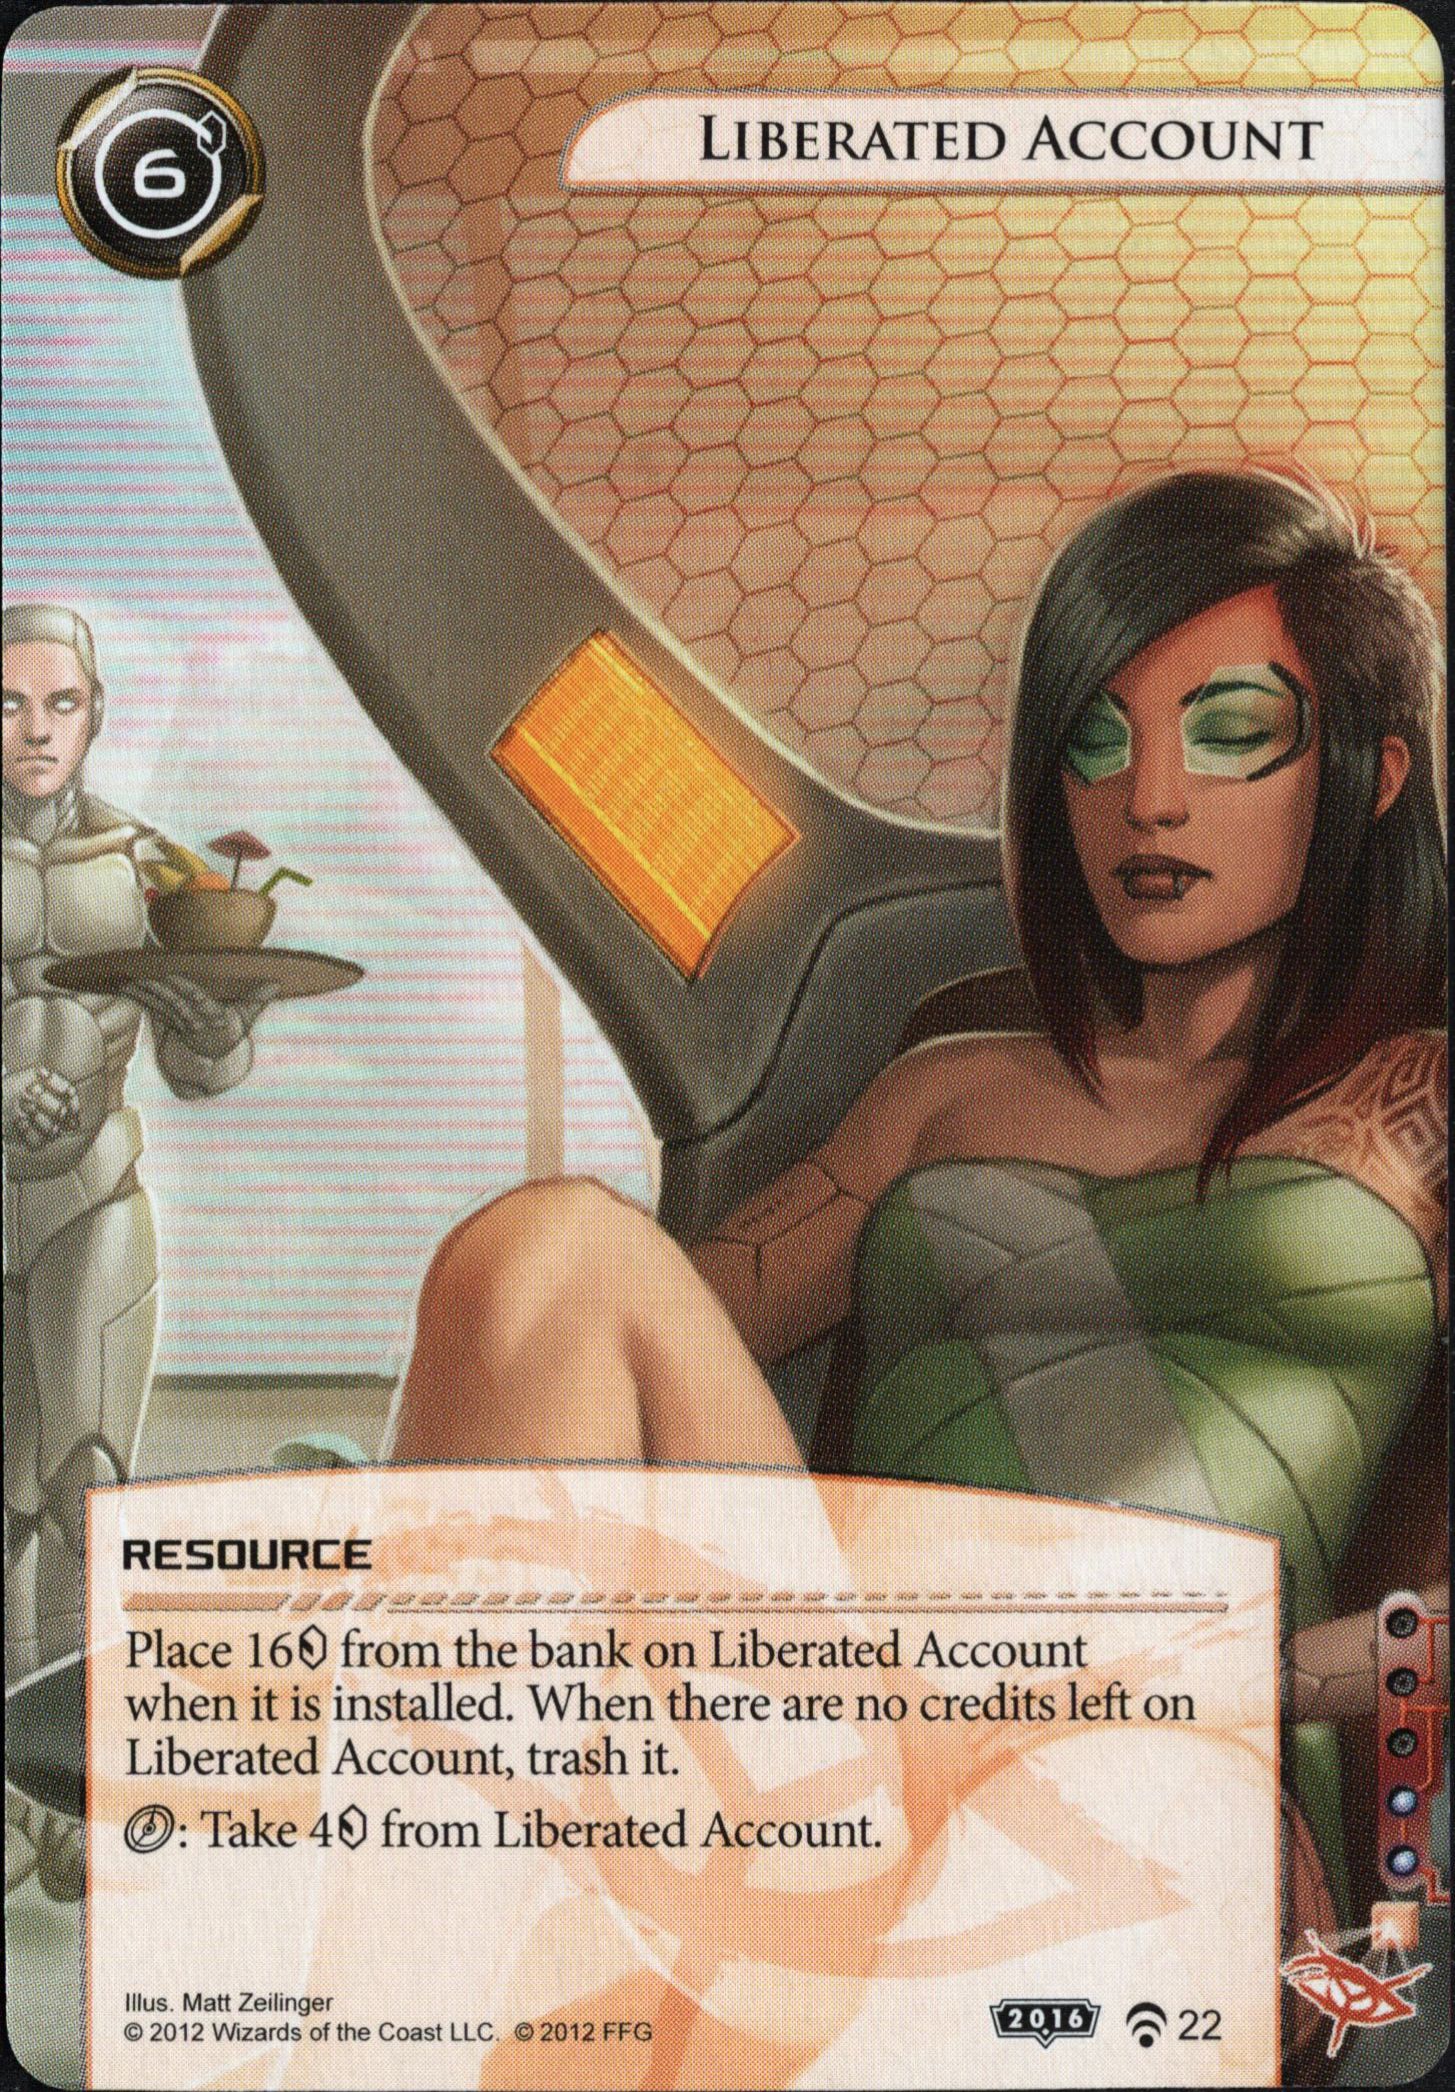 6
LIBERATED ACCOUNT
RESOURCE
Place 16 from the bank on Liberated Account
when it is installed. When there are no credits left on
Liberated Account, trash it.
: Take 4 from Liberated Account.
Illus. Matt Zeilinger
© 2012 Wizards of the Coast LLC. © 2012 FFG
2016
22